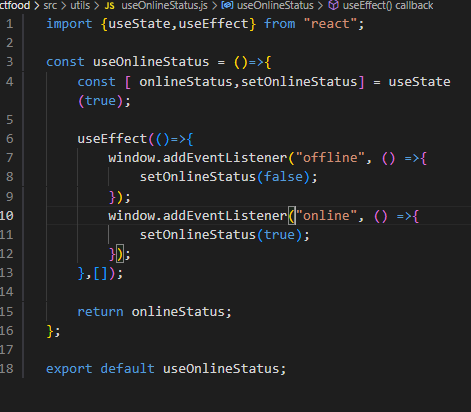 ctfood > src > utils > JS useOnlineStatus.js > useOnlineStatus > useEffect() callback
1 import {useState,useEffect} from "react";
2
3 const useOnlineStatus = ()=>{
4 const [ onlineStatus,setOnlineStatus] = useState
(true);
5
6 useEffect(()=>{
7 window.addEventListener("offline", () =>{
8 setOnlineStatus(false);
9 });
10 window.addEventListener("online", () =>{
11 setOnlineStatus(true);
12 });
13 },[]);
14
15 return onlineStatus;
16 };
17
18 export default useOnlineStatus;